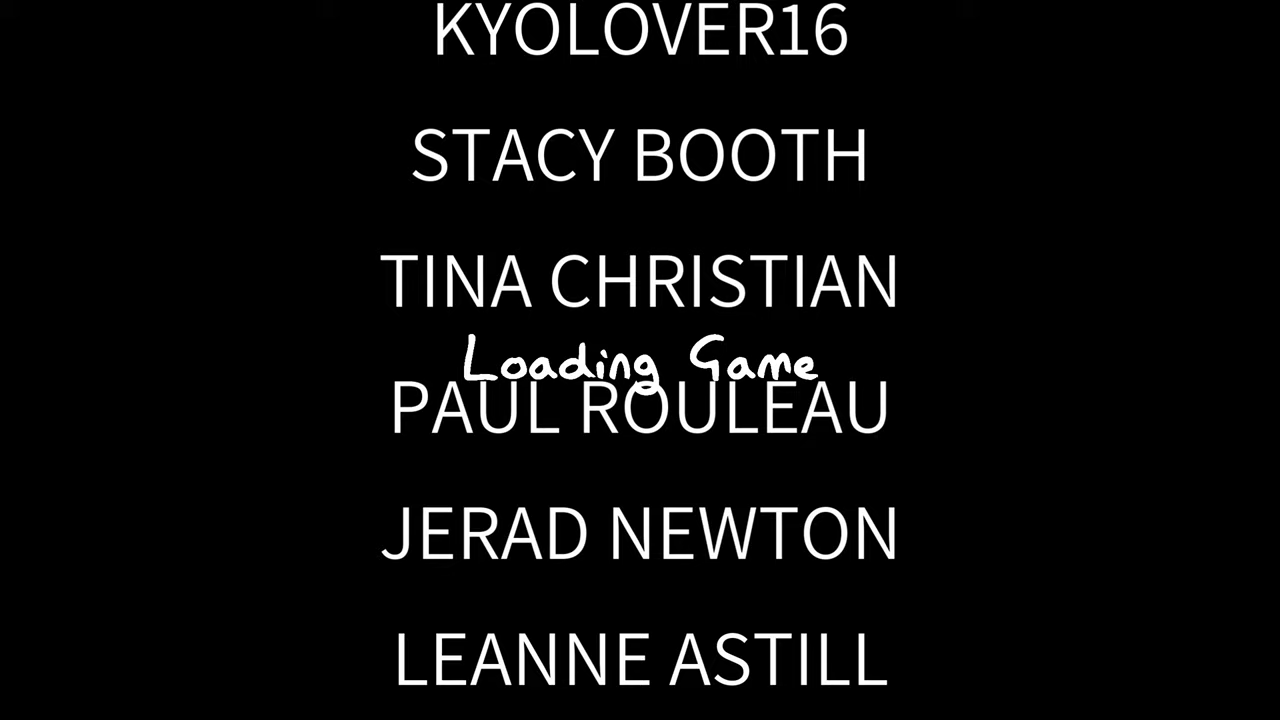 KYOLOVER16
STACY BOOTH
TINA CHRISTIAN
Loading Game
PAUL ROULEAU
JERAD NEWTON
LEANNE ASTILL